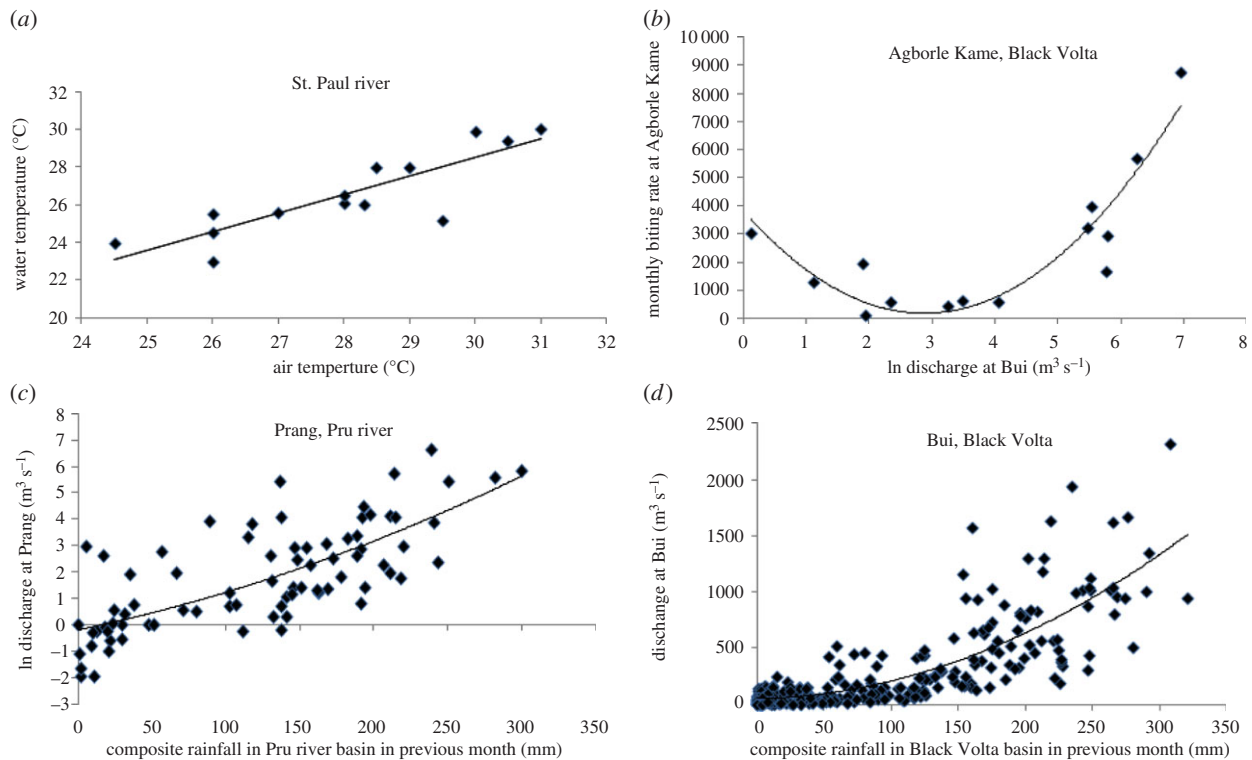 (a)
St. Paul river
32
30
28
26
24
22
20
24 25 26 27 28 29 30 31 32
water temperature (°C)
air temperture (°C)
(b)
Agborle Kame, Black Volta
10 000
9000
8000
7000
6000
5000
4000
3000
2000
1000
0
0 1 2 3 4 5 6 7 8
monthly biting rate at Agborle Kame
ln discharge at Bui (m³ s⁻¹)
(c)
Prang, Pru river
8
7
6
5
4
3
2
1
0
−1
−2
−3
0 50 100 150 200 250 300 350
ln discharge at Prang (m³ s⁻¹)
composite rainfall in Pru river basin in previous month (mm)
(d)
Bui, Black Volta
2500
2000
1500
1000
500
0
0 50 100 150 200 250 300 350
dischange at Bui (m³ s⁻¹)
composite rainfall in Black Volta basin in previous month (mm)